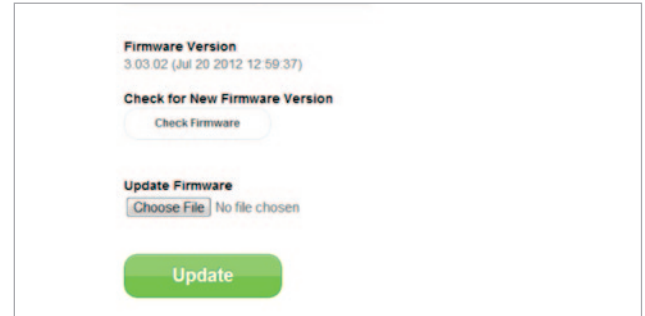 Firmware Version
3.03.02 (Jul 20 2012 12:59:37)
Check for New Firmware Version
Check Firmware
Update Firmware
Choose File No file chosen
Update